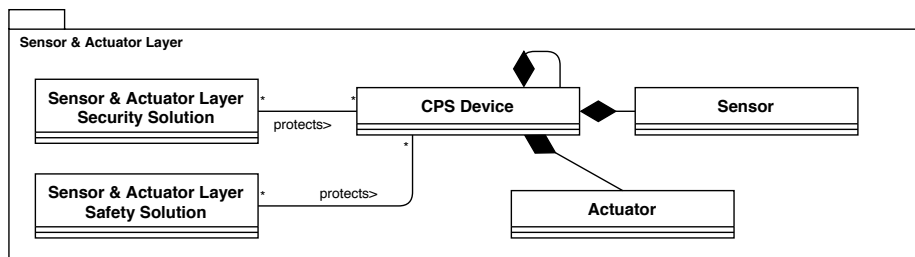 Sensor & Actuator Layer
Sensor & Actuator Layer
Security Solution
*
*
protects>
CPS Device
Sensor
*
Sensor & Actuator Layer
Safety Solution
*
protects>
Actuator